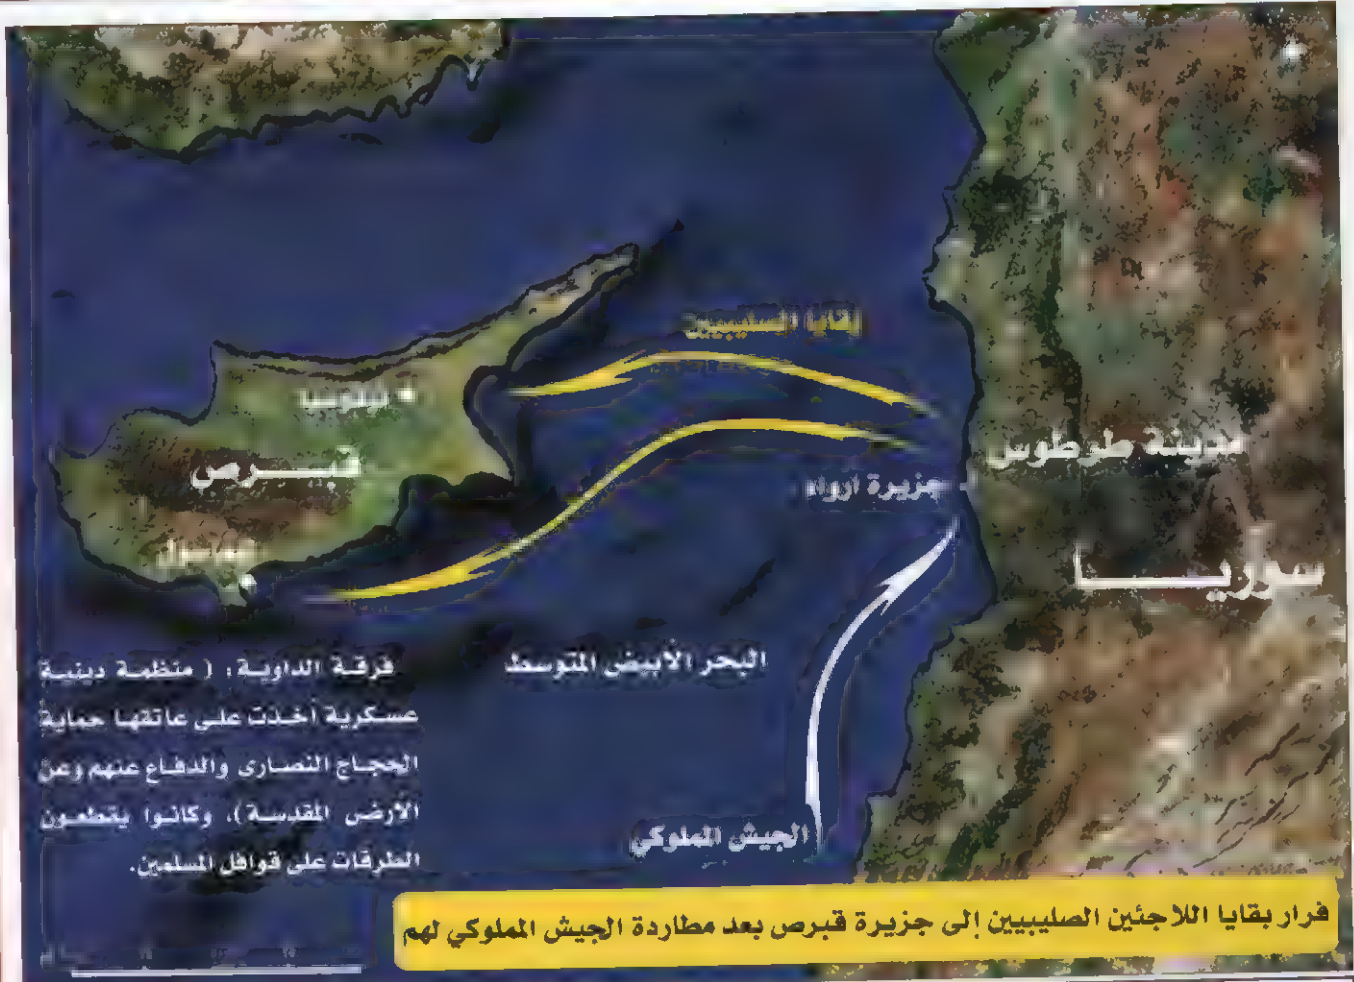 بقايا الصليبيين
نيقوسيا
قبـــرص
مدينة طرطوس
جزيرة أرواد
سوريـــــا
البحر الأبيض المتوسط
فرقة الداوية، ( منظمة دينية
عسكرية أخذت على عاتقها حماية
الحجاج النصارى والدفاع عنهم وعن
الأرض المقدسة)، وكانوا يقطعون
الطرقات على قوافل المسلمين.
الجيش المملوكي
فرار بقايا اللاجئين الصليبيين إلى جزيرة قبرص بعد مطاردة الجيش المملوكي لهم